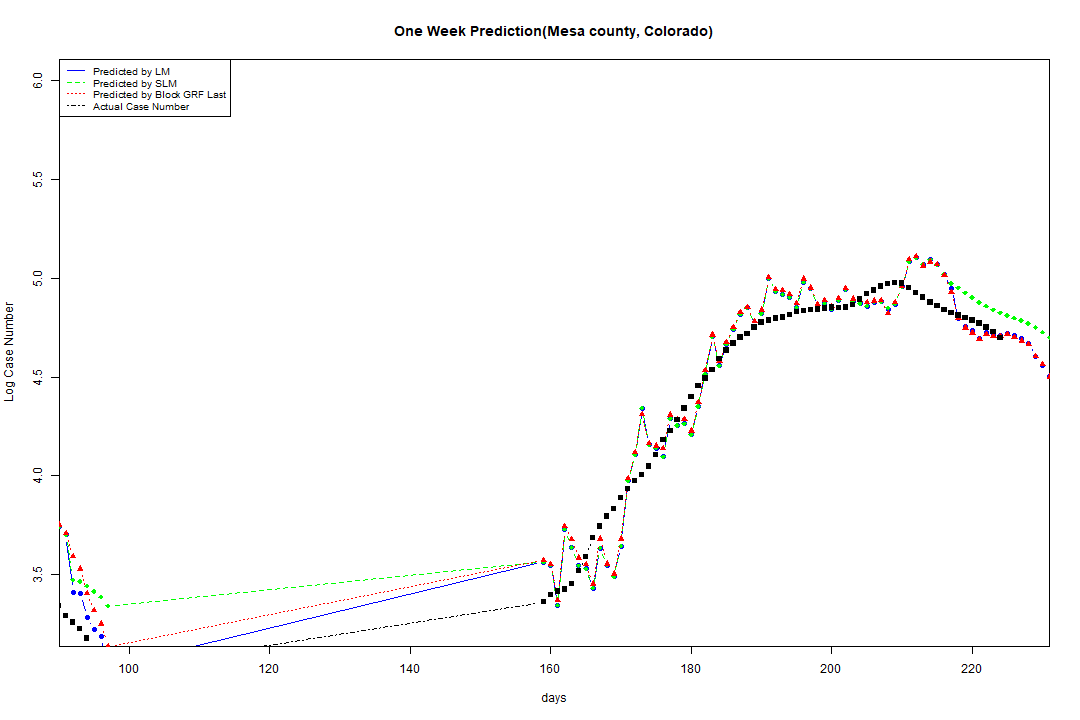 One Week Prediction(Mesa county, Colorado)
Predicted by LM
Predicted by SLM
Predicted by Block GRF Last
Actual Case Number
6.0
5.5
5.0
4.5
4.0
3.5
Log Case Number
100
120
140
160
180
200
220
days